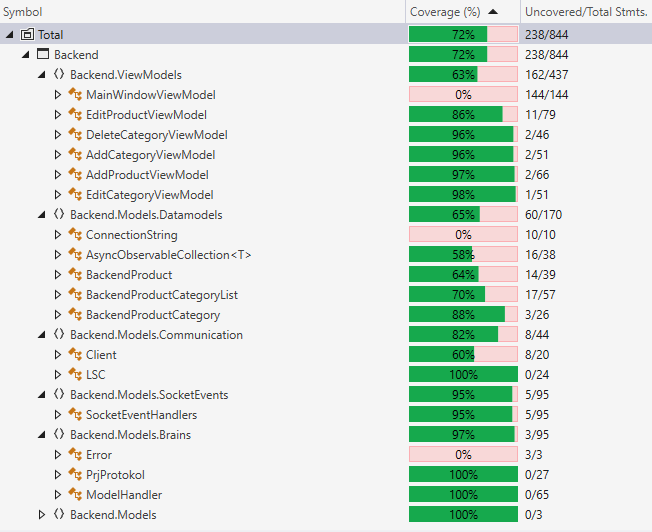 Symbol Coverage (%) Uncovered/Total Stmts.
Total 72% 238/844
Backend 72% 238/844
Backend.ViewModels 63% 162/437
MainWindowViewModel 0% 144/144
EditProductViewModel 86% 11/79
DeleteCategoryViewModel 96% 2/46
AddCategoryViewModel 96% 2/51
AddProductViewModel 97% 2/66
EditCategoryViewModel 98% 1/51
Backend.Models.Datamodels 65% 60/170
ConnectionString 0% 10/10
AsyncObservableCollection<T> 58% 16/38
BackendProduct 64% 14/39
BackendProductCategoryList 70% 17/57
BackendProductCategory 88% 3/26
Backend.Models.Communication 82% 8/44
Client 60% 8/20
LSC 100% 0/24
Backend.Models.SocketEvents 95% 5/95
SocketEventHandlers 95% 5/95
Backend.Models.Brains 97% 3/95
Error 0% 3/3
PrjProtokol 100% 0/27
ModelHandler 100% 0/65
Backend.Models 100% 0/3